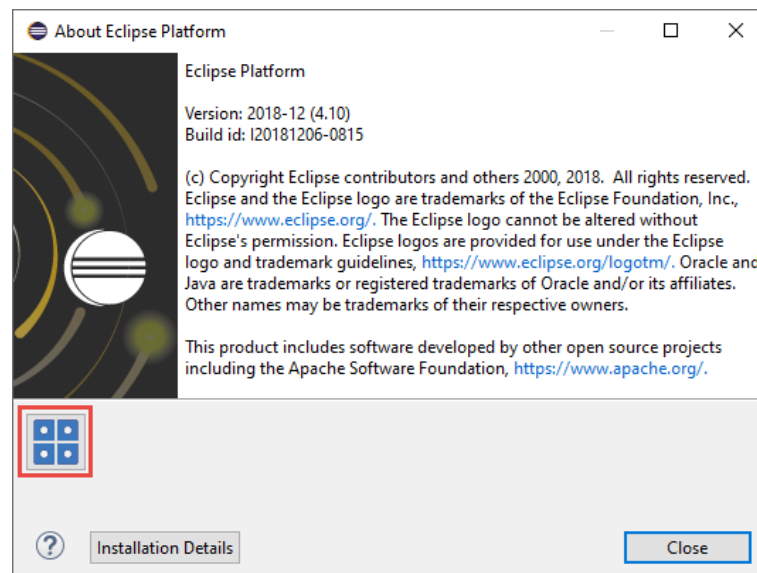 About Eclipse Platform
Eclipse Platform
Version: 2018-12 (4.10)
Build id: I20181206-0815
(c) Copyright Eclipse contributors and others 2000, 2018.  All rights reserved.
Eclipse and the Eclipse logo are trademarks of the Eclipse Foundation, Inc.,
https://www.eclipse.org/. The Eclipse logo cannot be altered without
Eclipse's permission. Eclipse logos are provided for use under the Eclipse
logo and trademark guidelines, https://www.eclipse.org/logotm/. Oracle and
Java are trademarks or registered trademarks of Oracle and/or its affiliates.
Other names may be trademarks of their respective owners.
This product includes software developed by other open source projects
including the Apache Software Foundation, https://www.apache.org/.
?
Installation Details
Close